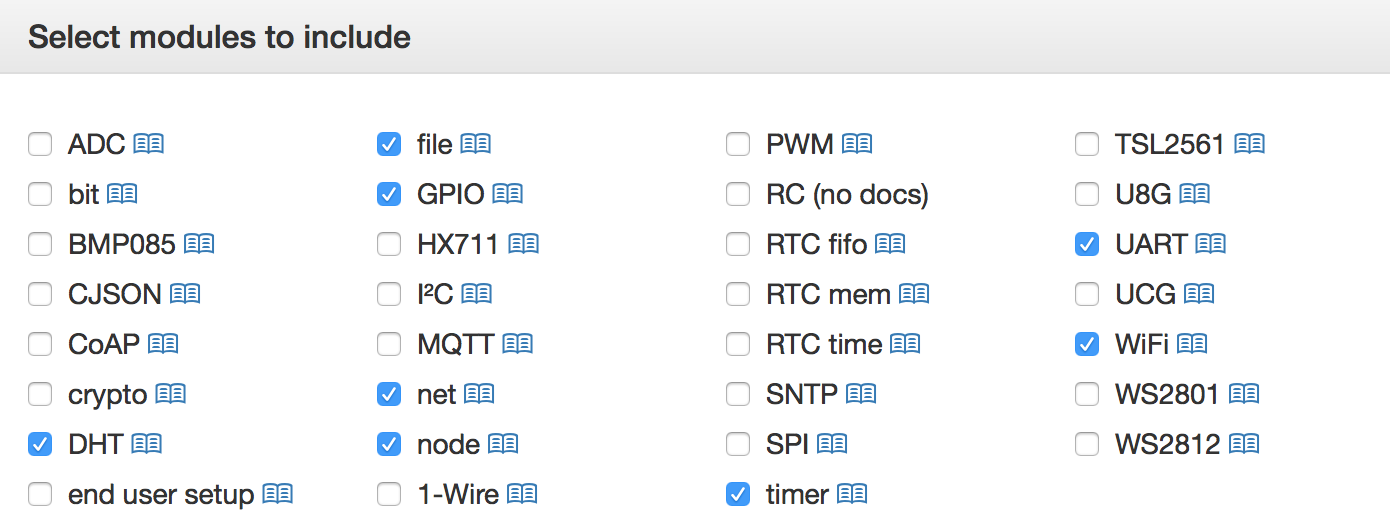 Select modules to include
ADC
bit
BMP085
CJSON
CoAP
crypto
DHT
end user setup
file
GPIO
HX711
I²C
MQTT
net
node
1-Wire
PWM
RC (no docs)
RTC fifo
RTC mem
RTC time
SNTP
SPI
timer
TSL2561
U8G
UART
UCG
WiFi
WS2801
WS2812